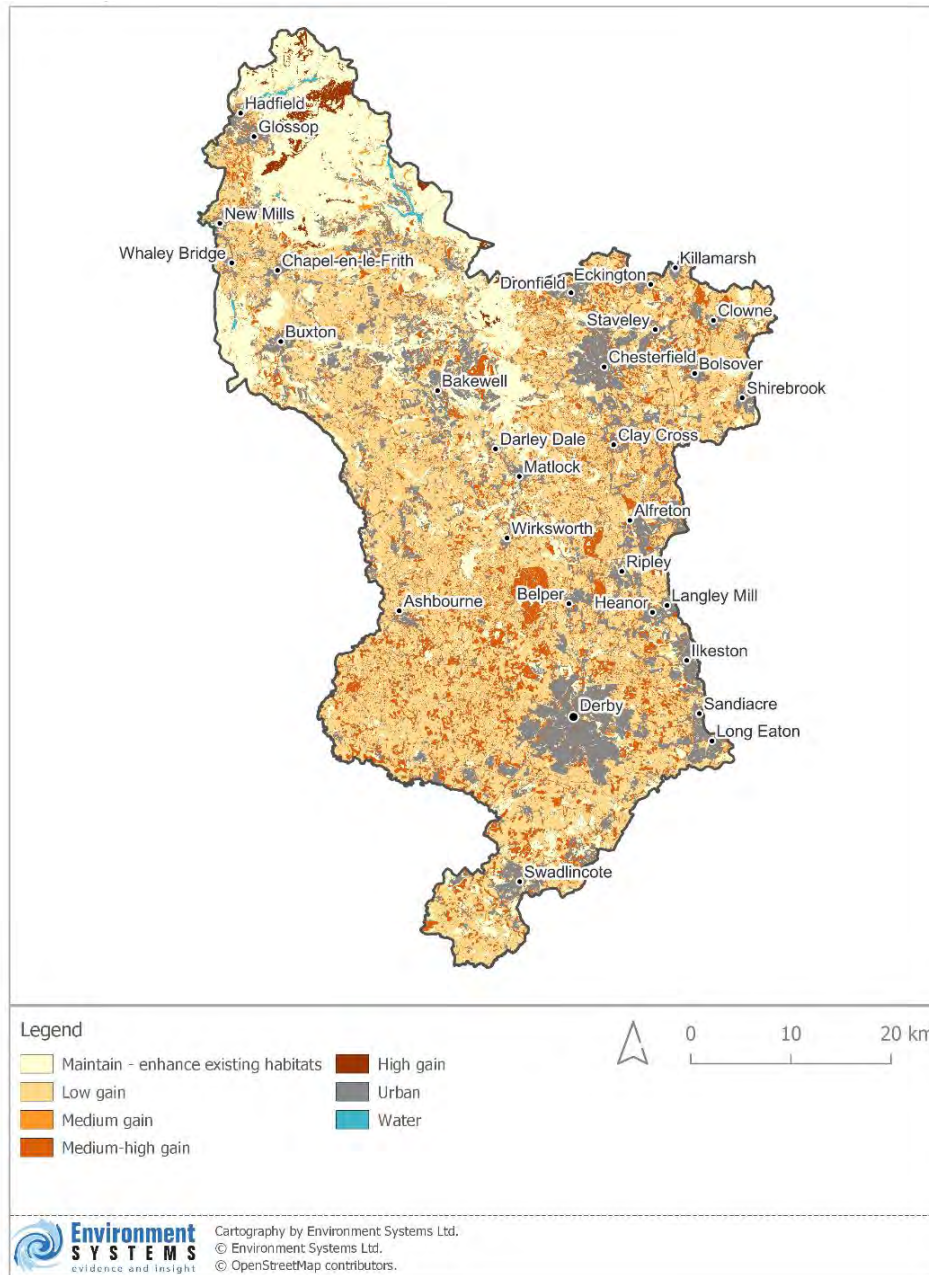 Hadfield
Glossop
New Mills
Whaley Bridge
Chapel-en-le-Frith
Killamarsh
Dronfield
Eckington
Clowne
Staveley
Buxton
Chesterfield
Bolsover
Bakewell
Shirebrook
Darley Dale
Clay Cross
Matlock
Alfreton
Wirksworth
Ripley
Ashbourne
Belper
Heanor
Langley Mill
Ilkeston
Derby
Sandiacre
Long Eaton
Swadlincote
Legend
0 10 20 km
Maintain - enhance existing habitats
High gain
Low gain
Urban
Medium gain
Water
Medium-high gain
Environment
SYSTEMS
evidence and insight
Cartography by Environment Systems Ltd.
© Environment Systems Ltd.
© OpenStreetMap contributors.